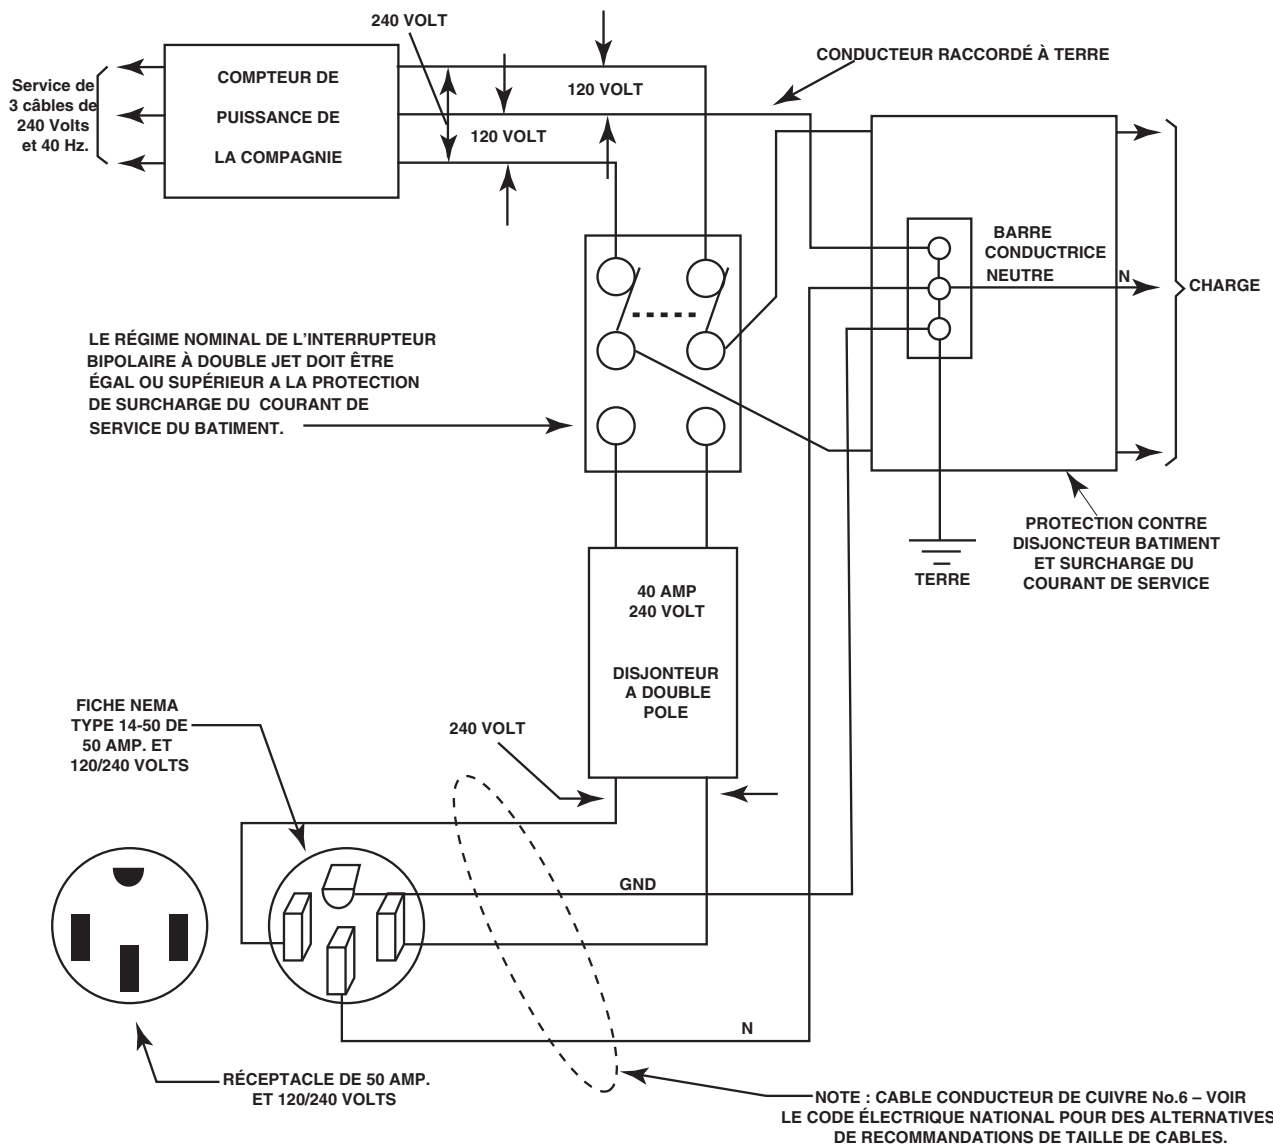 240 VOLT
Service de
3 câbles de
240 Volts
et 40 Hz.
COMPTEUR DE
PUISSANCE DE
LA COMPAGNIE
120 VOLT
120 VOLT
CONDUCTEUR RACCORDÉ À TERRE
BARRE
CONDUCTRICE
NEUTRE
N
CHARGE
LE RÉGIME NOMINAL DE L'INTERRUPTEUR
BIPOLAIRE À DOUBLE JET DOIT ÊTRE
ÉGAL OU SUPÉRIEUR A LA PROTECTION
DE SURCHARGE DU COURANT DE
SERVICE DU BATIMENT.
TERRE
PROTECTION CONTRE
DISJONCTEUR BATIMENT
ET SURCHARGE DU
COURANT DE SERVICE
40 AMP
240 VOLT
DISJONTEUR
A DOUBLE
POLE
FICHE NEMA
TYPE 14-50 DE
50 AMP. ET
120/240 VOLTS
240 VOLT
GND
N
RÉCEPTACLE DE 50 AMP.
ET 120/240 VOLTS
NOTE : CABLE CONDUCTEUR DE CUIVRE No.6 – VOIR
LE CODE ÉLECTRIQUE NATIONAL POUR DES ALTERNATIVES
DE RECOMMANDATIONS DE TAILLE DE CABLES.